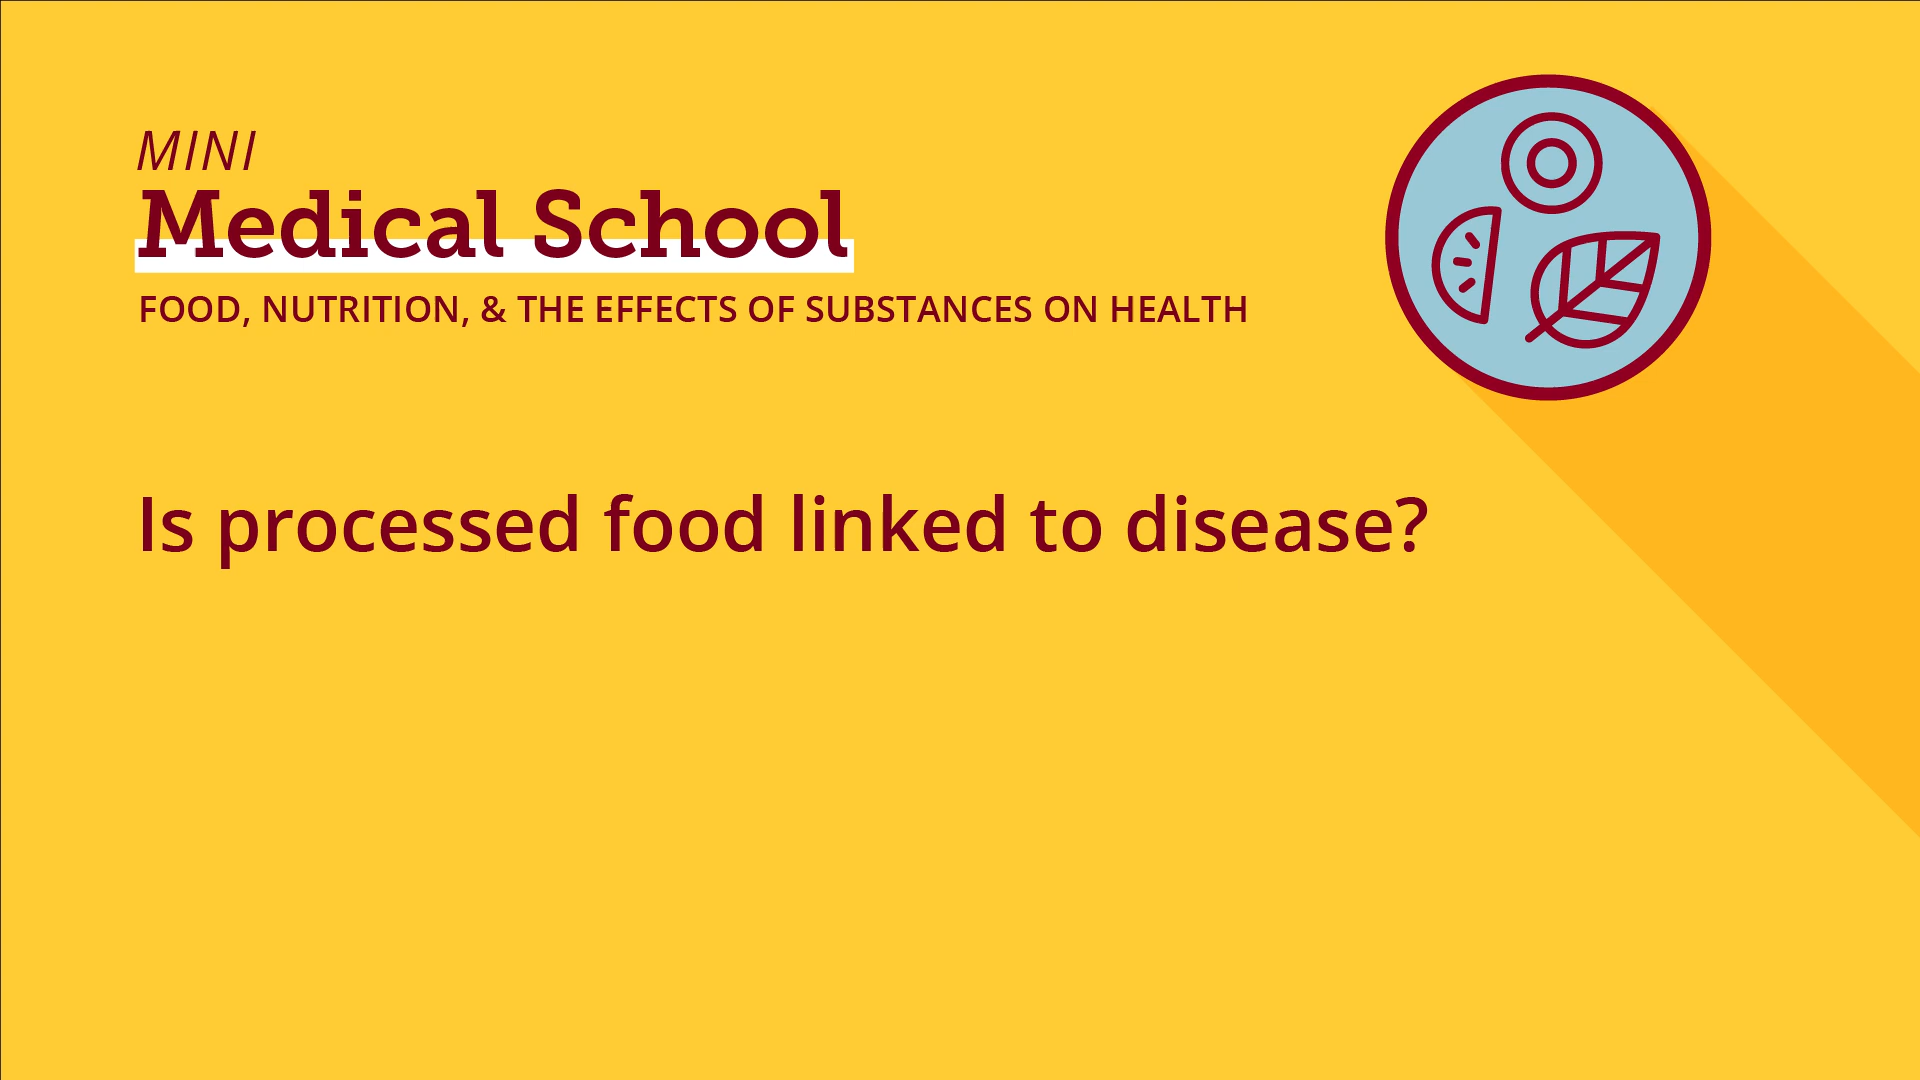 MINI
Medical School
FOOD, NUTRITION, & THE EFFECTS OF SUBSTANCES ON HEALTH
Is processed food linked to disease?